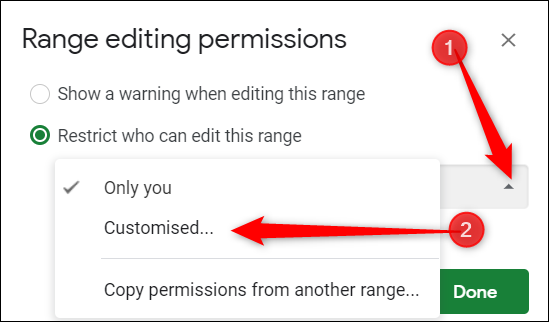 Range editing permissions
1
Show a warning when editing this range
Restrict who can edit this range
Only you
Customised...
2
Copy permissions from another range...
Done